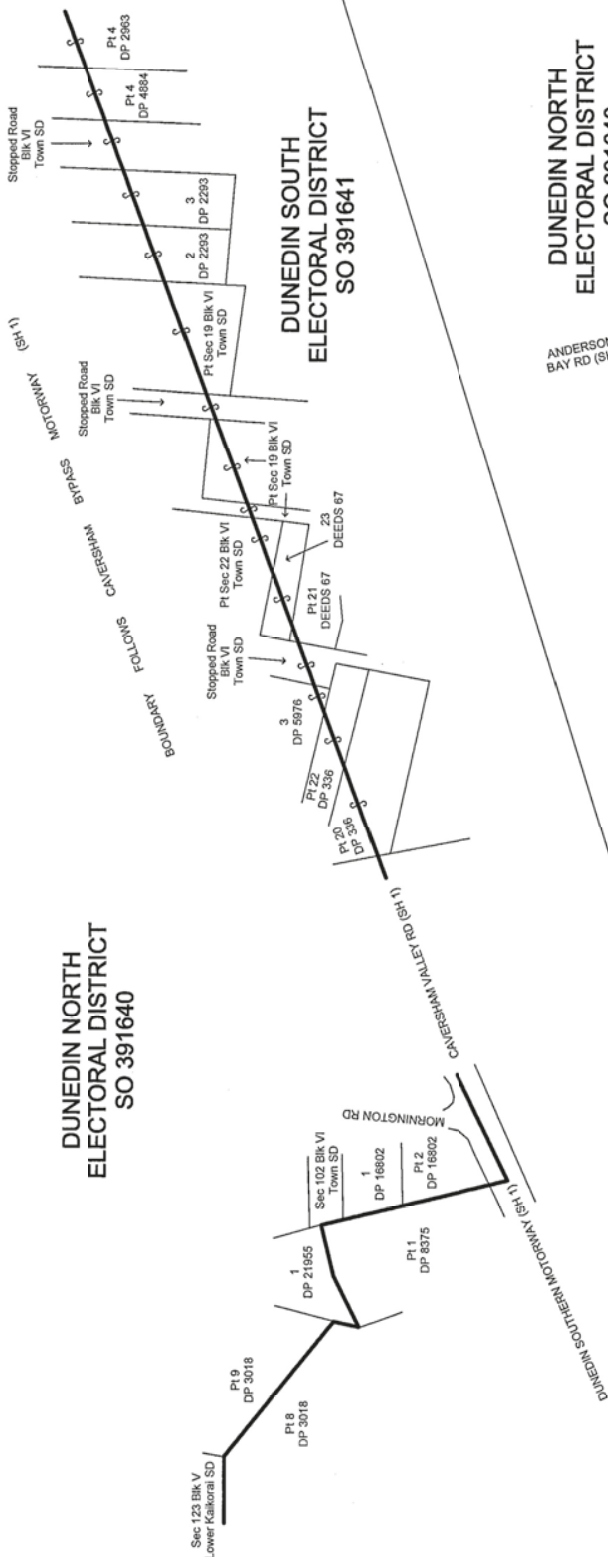 DUNEDIN NORTH
ELECTORAL DISTRICT
SO 391640
BOUNDARY FOLLOWS CAVERSHAM BYPASS MOTORWAY (SH 1)
DUNEDIN SOUTH
ELECTORAL DISTRICT
SO 391641
DUNEDIN NORTH
ELECTORAL DISTRICT
Sec 123 Blk V
Lower Kaikorai SD
Pt 9
DP 3018
Pt 8
DP 3018
1
DP 21955
Sec 102 Blk VI
Town SD
1
DP 16802
Pt 2
DP 16802
Pt 1
DP 8375
MORNINGTON RD
DUNEDIN SOUTHERN MOTORWAY (SH 1)
CAVERSHAM VALLEY RD (SH 1)
Pt 20
DP 336
Pt 22
DP 336
3
DP 5976
Stopped Road
Blk VI
Town SD
Pt 21
DEEDS 67
23
DEEDS 67
Pt Sec 22 Blk VI
Town SD
Pt Sec 19 Blk VI
Town SD
Stopped Road
Blk VI
Town SD
Pt Sec 19 Blk VI
Town SD
2
DP 2293
3
DP 2293
Stopped Road
Blk VI
Town SD
Pt 4
DP 4884
Pt 4
DP 2963
BAY RD